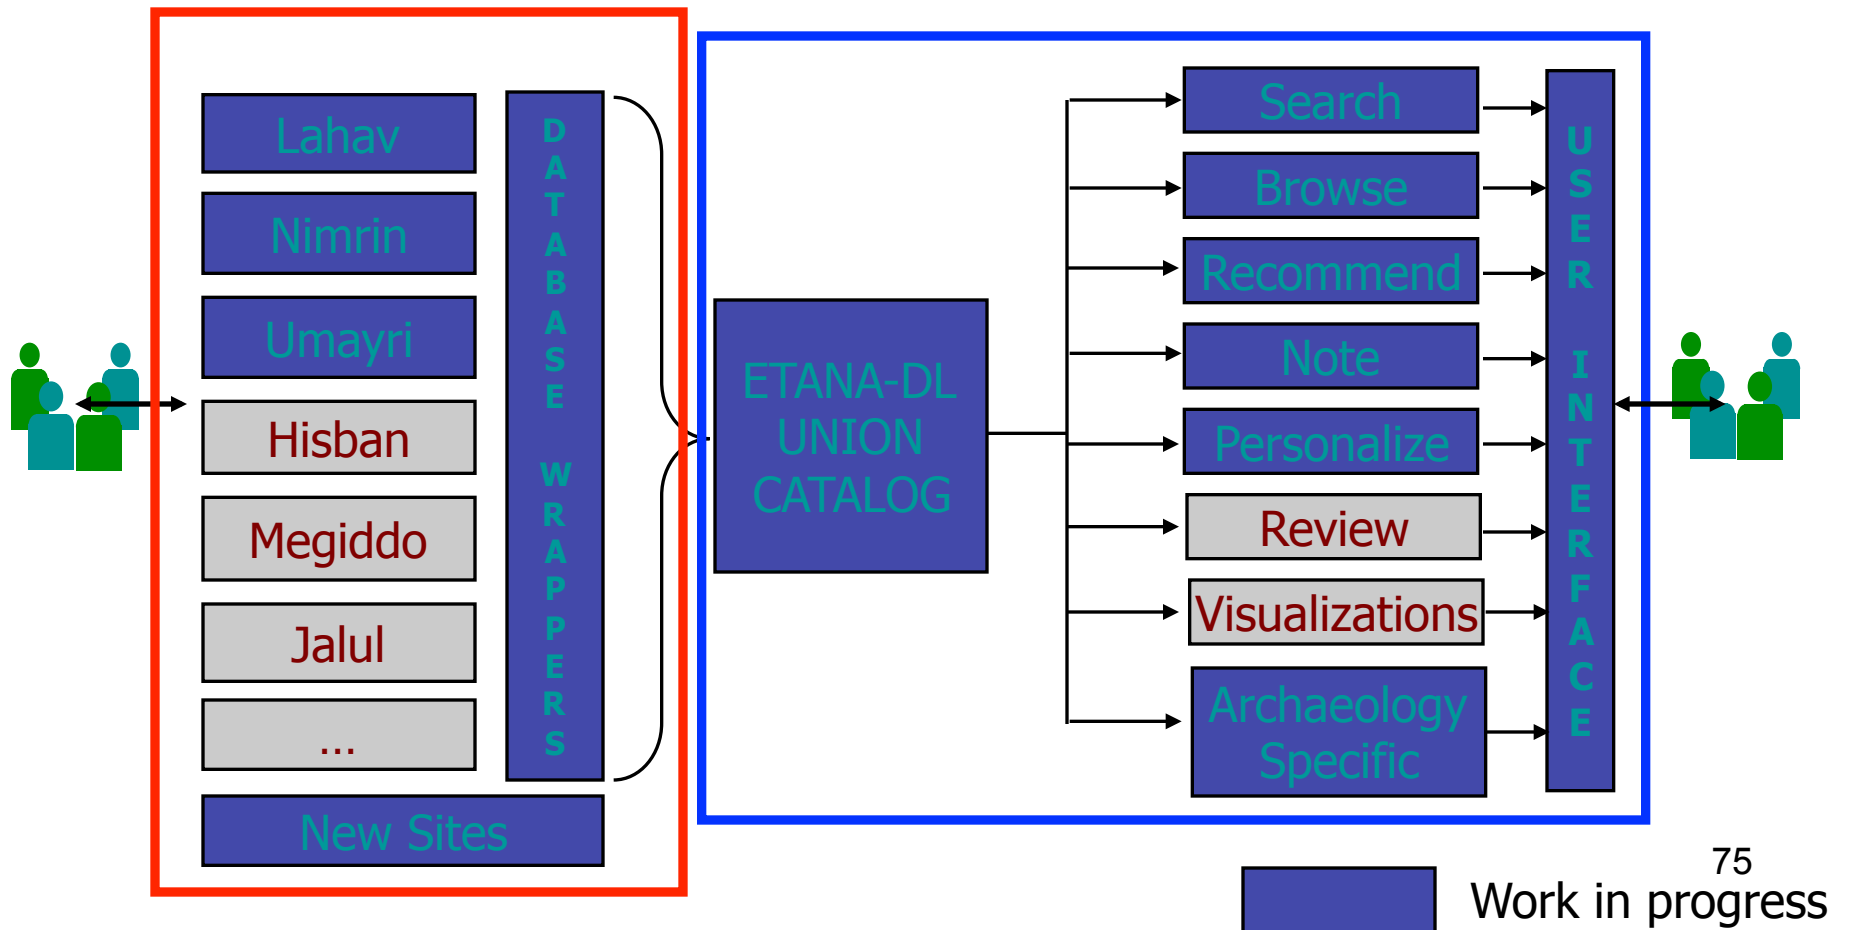 Lahav
Nimrin
Umayri
Hisban
Megiddo
Jalul
...
New Sites
DATABASE WRAPPERS
ETANA-DL
UNION
CATALOG
Search
Browse
Recommend
Note
Personalize
Review
Visualizations
Archaeology
Specific
USER INTERFACE
75
Work in progress